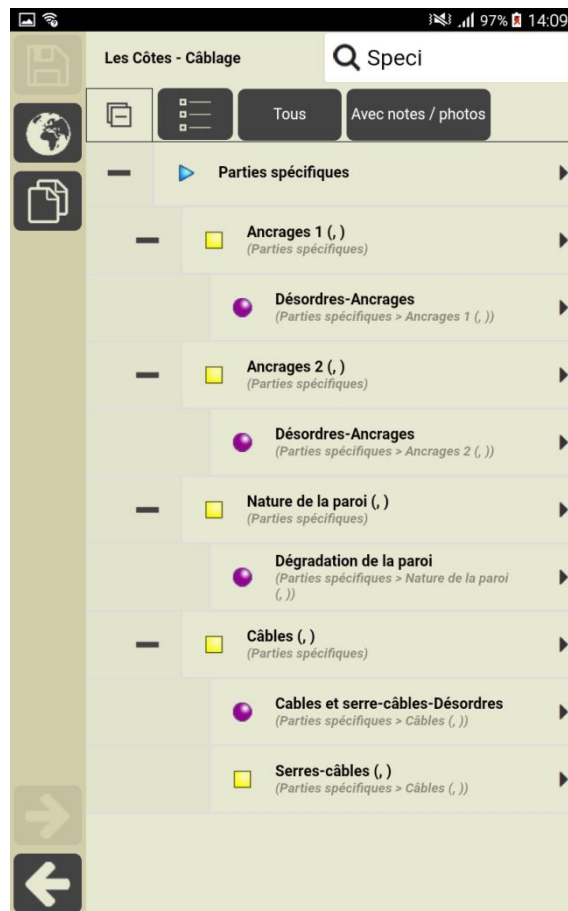 97% 14:09
Les Côtes - Câblage
Speci
Tous
Avec notes / photos
Parties spécifiques
Ancrages 1 (, )
(Parties spécifiques)
Désordres-Ancrages
(Parties spécifiques > Ancrages 1 (, ))
Ancrages 2 (, )
(Parties spécifiques)
Désordres-Ancrages
(Parties spécifiques > Ancrages 2 (, ))
Nature de la paroi (, )
(Parties spécifiques)
Dégradation de la paroi
(Parties spécifiques > Nature de la paroi
(, ))
Câbles (, )
(Parties spécifiques)
Cables et serre-câbles-Désordres
(Parties spécifiques > Câbles (, ))
Serres-câbles (, )
(Parties spécifiques > Câbles (, ))